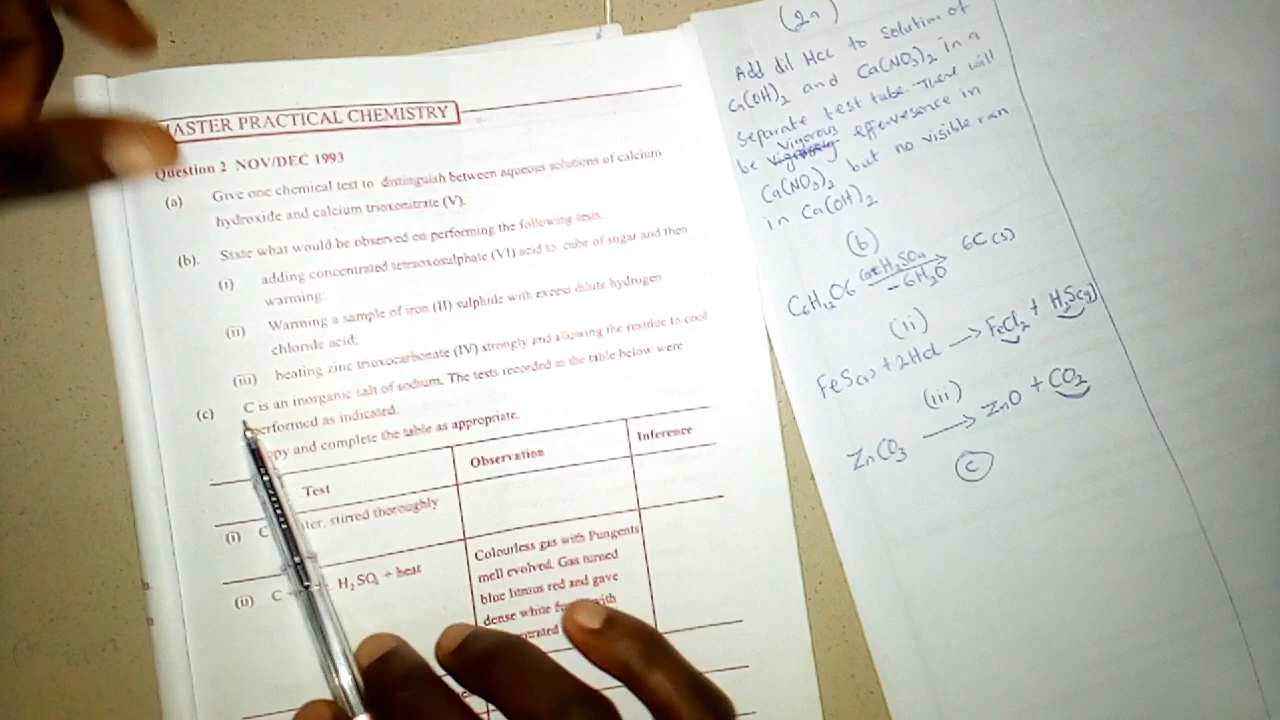 MASTER PRACTICAL CHEMISTRY
Question 2 NOV/DEC 1993
(a) Give one chemical test to distinguish between aqueous solutions of calcium
hydroxide and calcium trioxonitrate (V).
(b). State what would be observed on performing the following tests.
(i) adding concentrated tetraoxosulphate (VI) acid to cube of sugar and then
warming:
(ii) Warming a sample of iron (II) sulphide with excess dilute hydrogen
chloride acid;
(iii) heating zinc trioxocarbonate (IV) strongly and allowing the residue to cool
(c) C is an inorganic salt of sodium. The tests recorded in the table below were
performed as indicated.
py and complete the table as appropriate.
Test Observation Inference
(i) C ter, stirred thoroughly
(ii) C H₂SO₄ + heat
Colourless gas with Pungents
mell evolved. Gas turned
blue litmus red and gave
dense white with
(2a)
Add dil Hcl to solution of
Ca(OH)₂ and Ca(NO₃)₂ in a
separate test tube. There will
be vigorous effervesence in
Ca(NO₃)₂ but no visible rxn
in Ca(OH)₂
(b)
C₆H₁₂O6 H₂SO₄ → 6C(s)
-6H₂O
(ii)
FeS(s) + 2Hcl → FeCl₂ + H₂S(g)
(iii)
ZnCO₃ → ZnO + CO₂
(c)